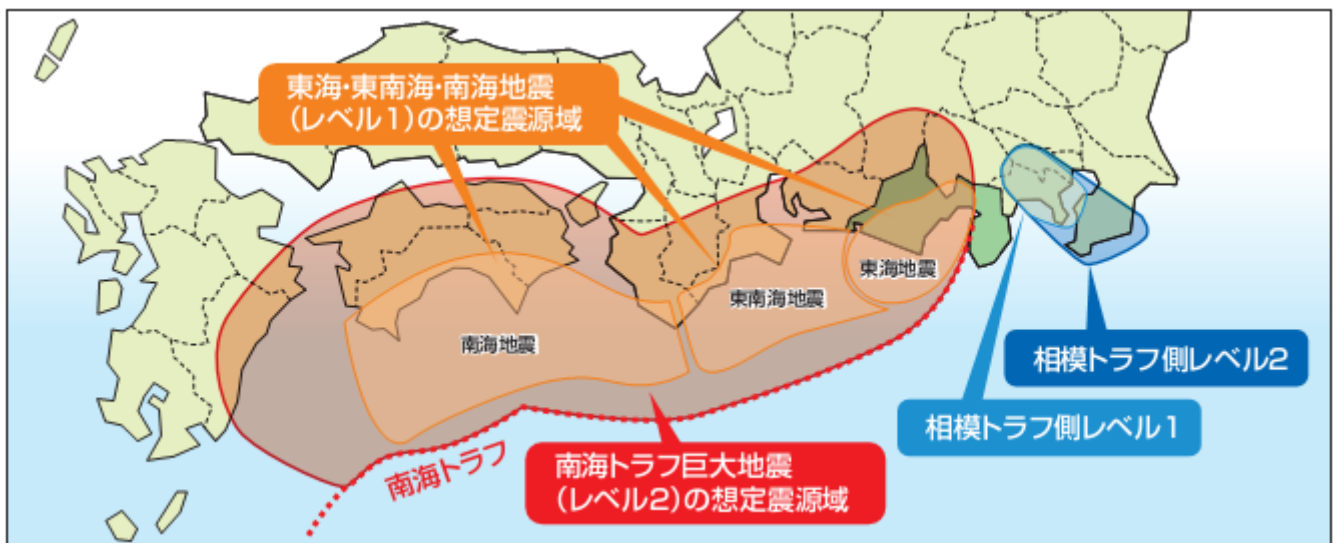 東海・東南海・南海地震
(レベル1)の想定震源域
東海地震
東南海地震
南海地震
相模トラフ側レベル2
相模トラフ側レベル1
南海トラフ
南海トラフ巨大地震
(レベル2)の想定震源域